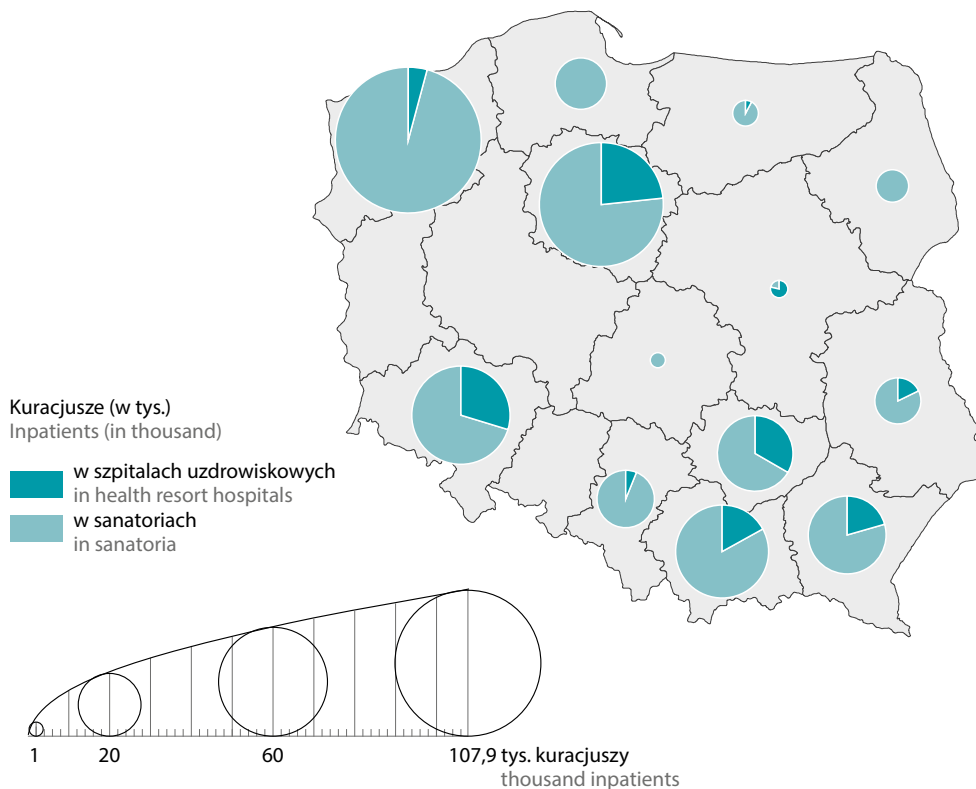 Kuracjusze (w tys.)
Inpatients (in thousand)
w szpitalach uzdrowiskowych
in health resort hospitals
w sanatoriach
in sanatoria
1 20 60 107,9 tys. kuracjuszy
thousand inpatients